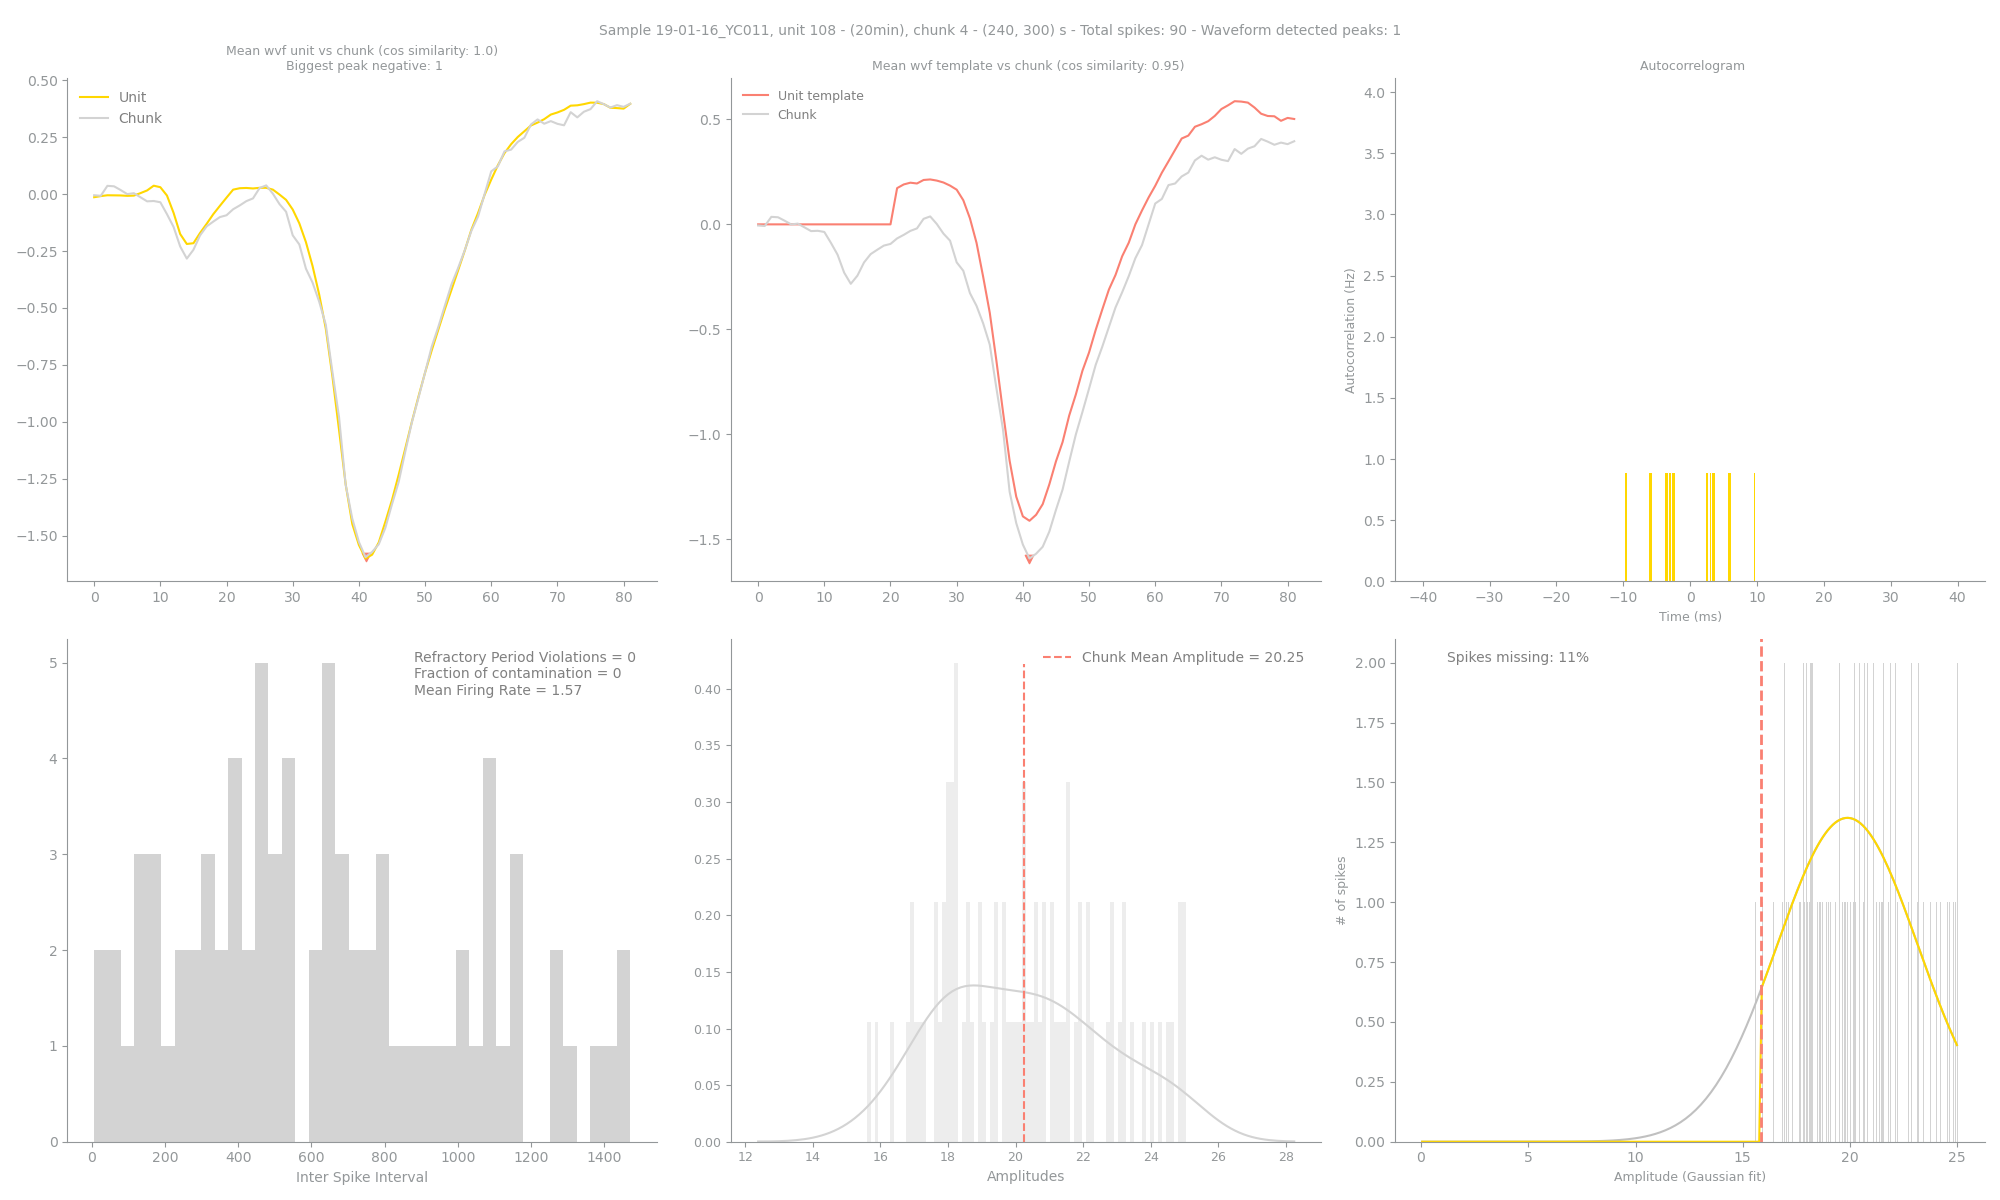 Sample 19-01-16_YC011, unit 108 - (20min), chunk 4 - (240, 300) s - Total spikes: 90 - Waveform detected peaks: 1
Mean wvf unit vs chunk (cos similarity: 1.0)
Biggest peak negative: 1
0.50
0.25
0.00
−0.25
−0.50
−0.75
−1.00
−1.25
−1.50
Unit
Chunk
0 10 20 30 40 50 60 70 80
Mean wvf template vs chunk (cos similarity: 0.95)
0.5
0.0
−0.5
−1.0
−1.5
Unit template
Chunk
0 10 20 30 40 50 60 70 80
Autocorrelogram
Autocorrelation (Hz)
4.0
3.5
3.0
2.5
2.0
1.5
1.0
0.5
0.0
−40 −30 −20 −10 0 10 20 30 40
Time (ms)
5
4
3
2
1
0
Refractory Period Violations = 0
Fraction of contamination = 0
Mean Firing Rate = 1.57
0 200 400 600 800 1000 1200 1400
Inter Spike Interval
0.40
0.35
0.30
0.25
0.20
0.15
0.10
0.05
0.00
Chunk Mean Amplitude = 20.25
12 14 16 18 20 22 24 26 28
Amplitudes
# of spikes
2.00
1.75
1.50
1.25
1.00
0.75
0.50
0.25
0.00
Spikes missing: 11%
0 5 10 15 20 25
Amplitude (Gaussian fit)